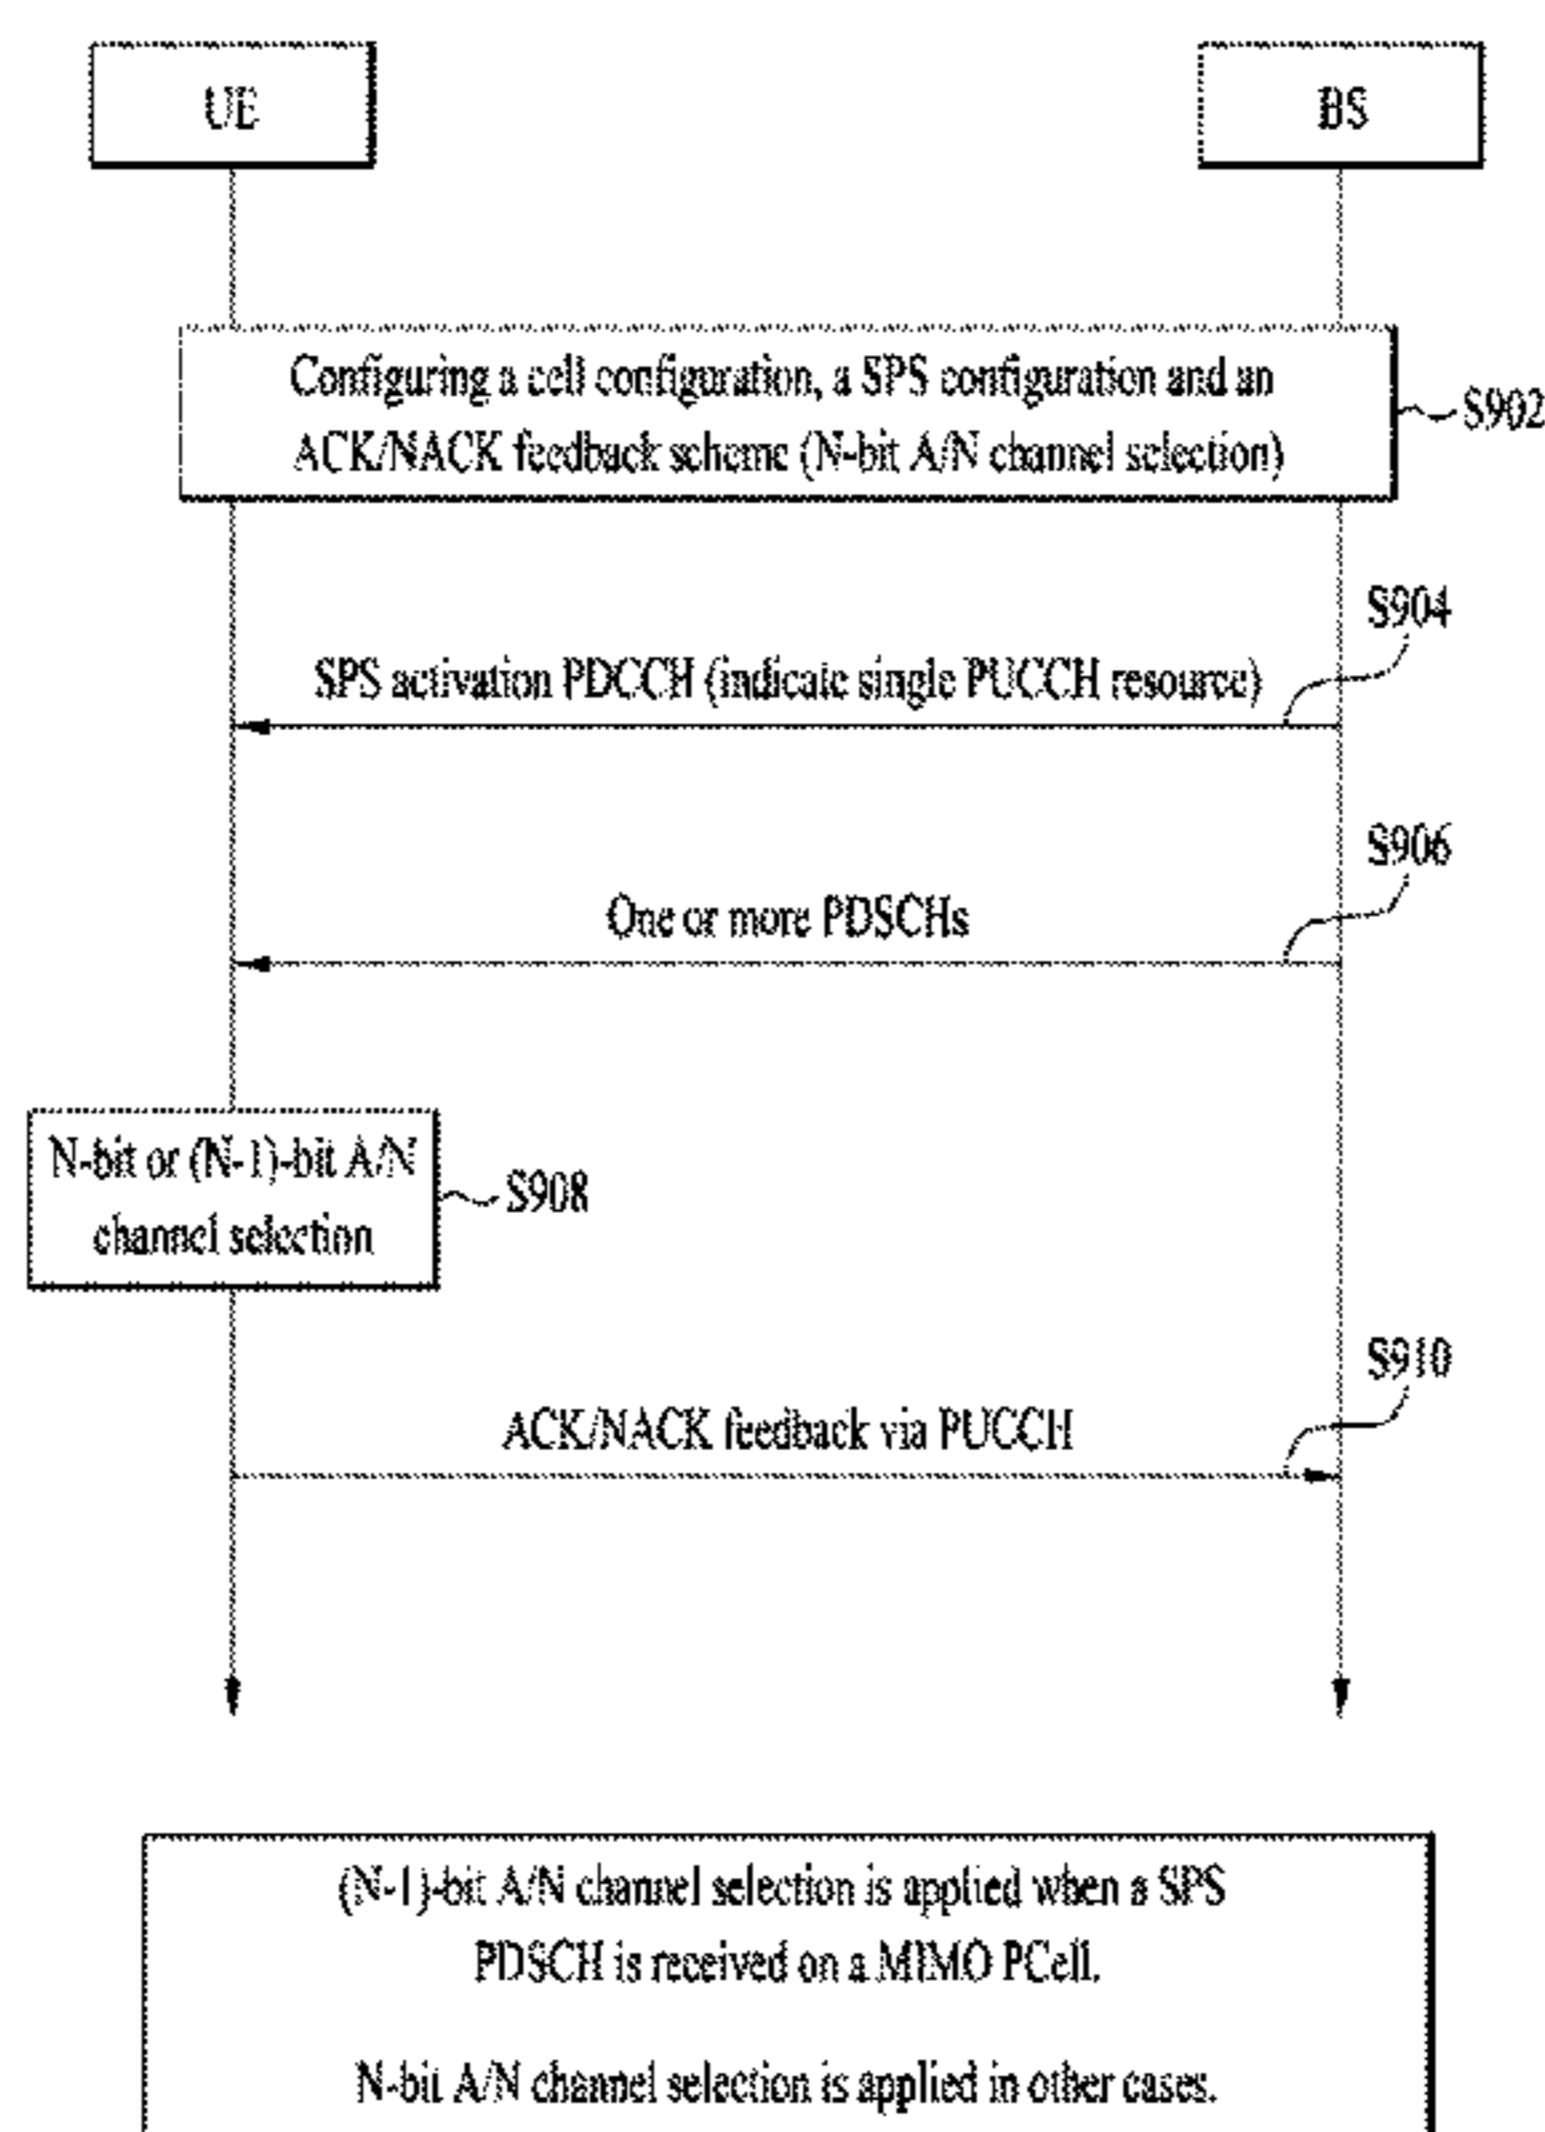 UE
BS
Configuring a cell configuration, a SPS configuration and an
ACK/NACK feedback scheme (N-bit A/N channel selection)
S902
S904
SPS activation PDCCH (indicate single PUCCH resource)
S906
One or more PDSCHs
N-bit or (N-1)-bit A/N
channel selection
S908
S910
ACK/NACK feedback via PUCCH
(N-1)-bit A/N channel selection is applied when a SPS
PDSCH is received on a MIMO PCell.
N-bit A/N channel selection is applied in other cases.